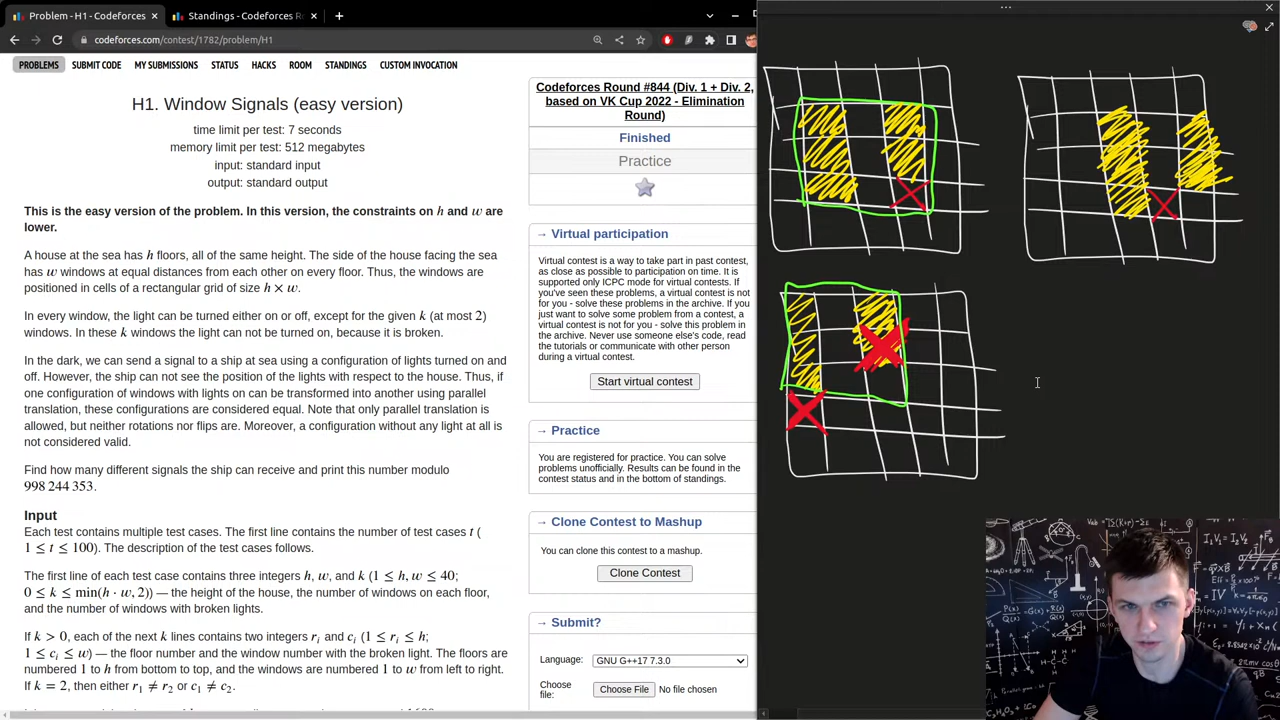 Problem - H1 - Codeforces
Standings - Codeforces Ro
codeforces.com/contest/1782/problem/H1
PROBLEMS SUBMIT CODE MY SUBMISSIONS STATUS HACKS ROOM STANDINGS CUSTOM INVOCATION
H1. Window Signals (easy version)
time limit per test: 7 seconds
memory limit per test: 512 megabytes
input: standard input
output: standard output
This is the easy version of the problem. In this version, the constraints on h and w are
lower.
A house at the sea has h floors, all of the same height. The side of the house facing the sea
has w windows at equal distances from each other on every floor. Thus, the windows are
positioned in cells of a rectangular grid of size h × w.
In every window, the light can be turned either on or off, except for the given k (at most 2)
windows. In these k windows the light can not be turned on, because it is broken.
In the dark, we can send a signal to a ship at sea using a configuration of lights turned on and
off. However, the ship can not see the position of the lights with respect to the house. Thus, if
one configuration of windows with lights on can be transformed into another using parallel
translation, these configurations are considered equal. Note that only parallel translation is
allowed, but neither rotations nor flips are. Moreover, a configuration without any light at all is
not considered valid.
Find how many different signals the ship can receive and print this number modulo
998 244 353.
Input
Each test contains multiple test cases. The first line contains the number of test cases t (
1 ≤ t ≤ 100). The description of the test cases follows.
The first line of each test case contains three integers h, w, and k (1 ≤ h, w ≤ 40;
0 ≤ k ≤ min(h · w, 2)) — the height of the house, the number of windows on each floor,
and the number of windows with broken lights.
If k > 0, each of the next k lines contains two integers ri and ci (1 ≤ ri ≤ h;
1 ≤ ci ≤ w) — the floor number and the window number with the broken light. The floors are
numbered 1 to h from bottom to top, and the windows are numbered 1 to w from left to right.
If k = 2, then either r1 ≠ r2 or c1 ≠ c2.
Codeforces Round #844 (Div. 1 + Div. 2,
based on VK Cup 2022 - Elimination
Round)
Finished
Practice
→ Virtual participation
Virtual contest is a way to take part in past contest,
as close as possible to participation on time. It is
supported only ICPC mode for virtual contests. If
you've seen these problems, a virtual contest is not
for you - solve these problems in the archive. If you
just want to solve some problem from a contest, a
virtual contest is not for you - solve this problem in
the archive. Never use someone else's code, read
the tutorials or communicate with other person
during a virtual contest.
Start virtual contest
→ Practice
You are registered for practice. You can solve
problems unofficially. Results can be found in the
contest status and in the bottom of standings.
→ Clone Contest to Mashup
You can clone this contest to a mashup.
Clone Contest
→ Submit?
Language: GNU G++17 7.3.0
Choose
file:
Choose File No file chosen